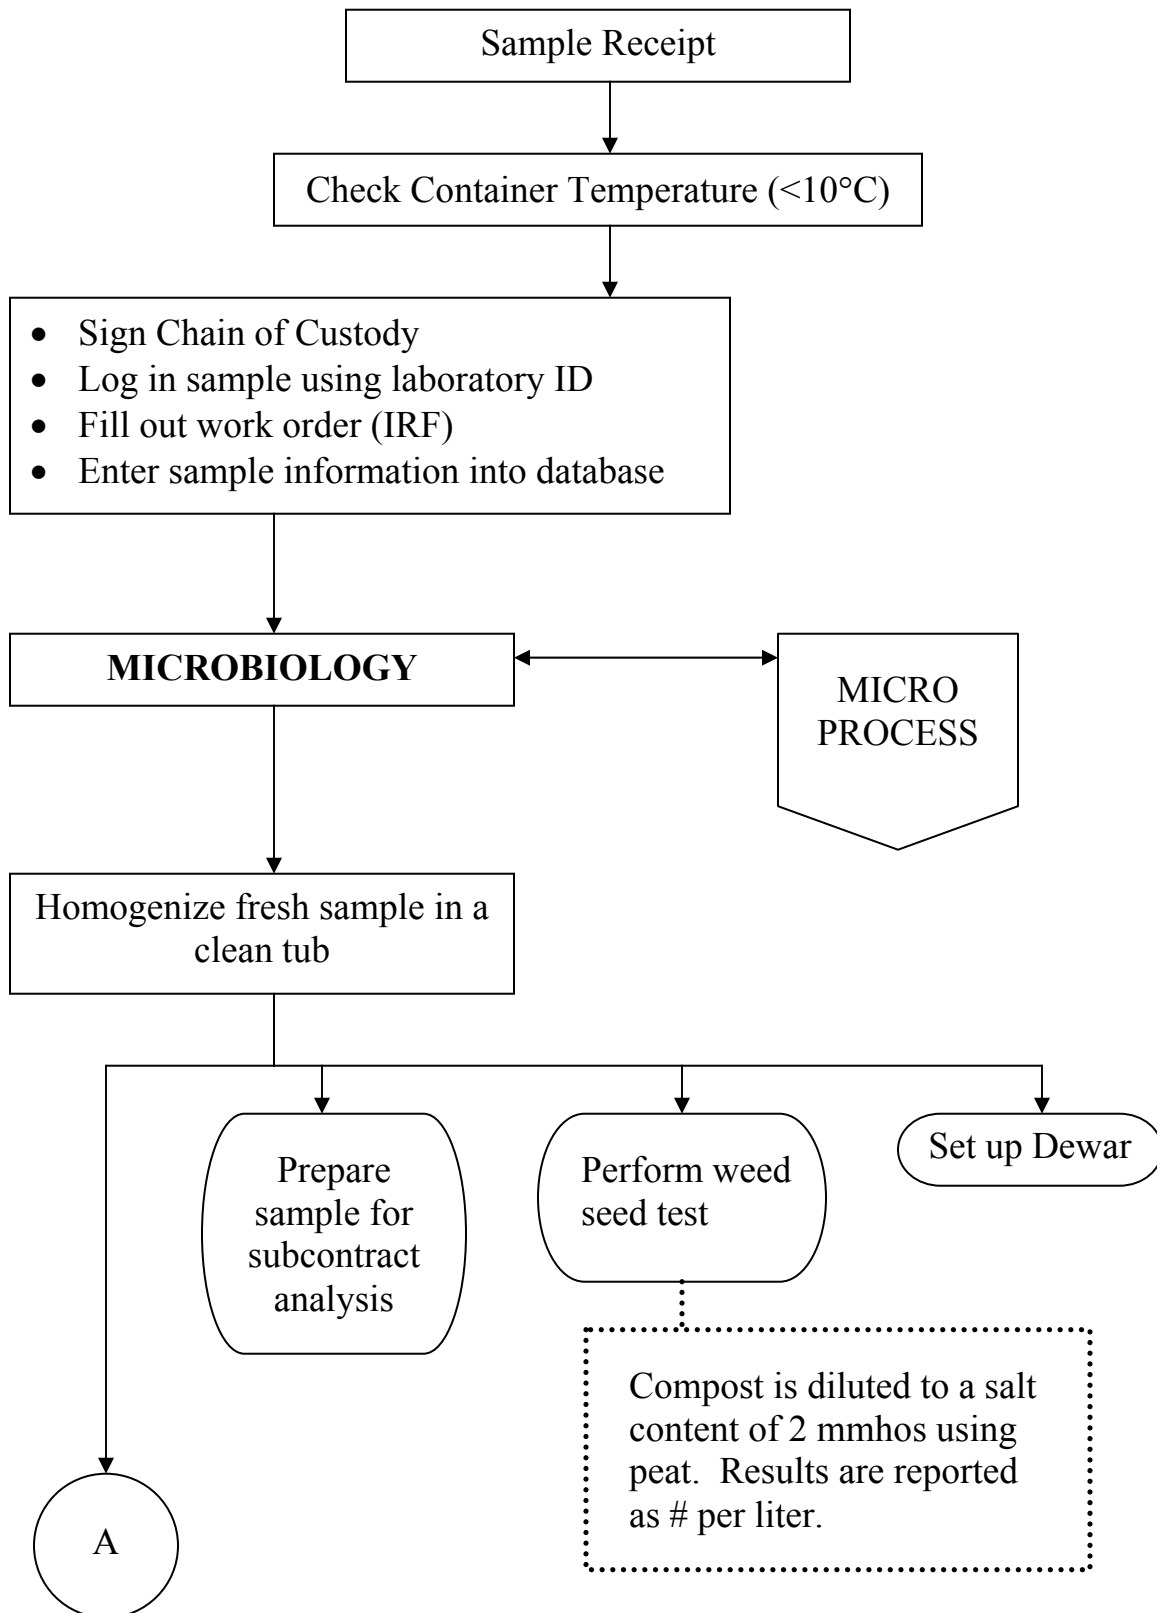 Sample Receipt
Check Container Temperature (<10°C)
• Sign Chain of Custody
• Log in sample using laboratory ID
• Fill out work order (IRF)
• Enter sample information into database
MICROBIOLOGY
MICRO
PROCESS
Homogenize fresh sample in a
clean tub
Prepare
sample for
subcontract
analysis
Perform weed
seed test
Set up Dewar
Compost is diluted to a salt
content of 2 mmhos using
peat.  Results are reported
as # per liter.
A